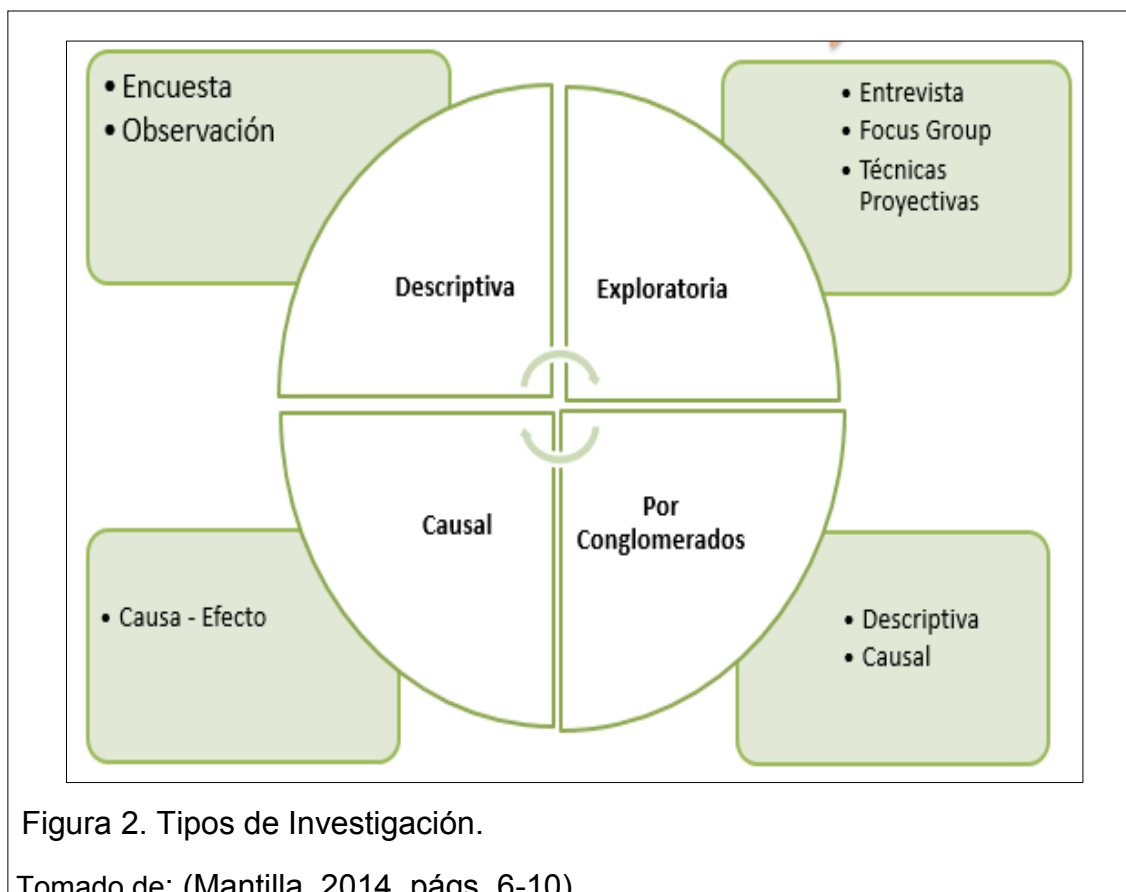 • Encuesta
• Observación
• Entrevista
• Focus Group
• Técnicas
Proyectivas
Descriptiva
Exploratoria
Causal
Por
Conglomerados
• Causa - Efecto
• Descriptiva
• Causal
Figura 2. Tipos de Investigación.
Tomado de: (Mantilla, 2014, págs. 6-10)